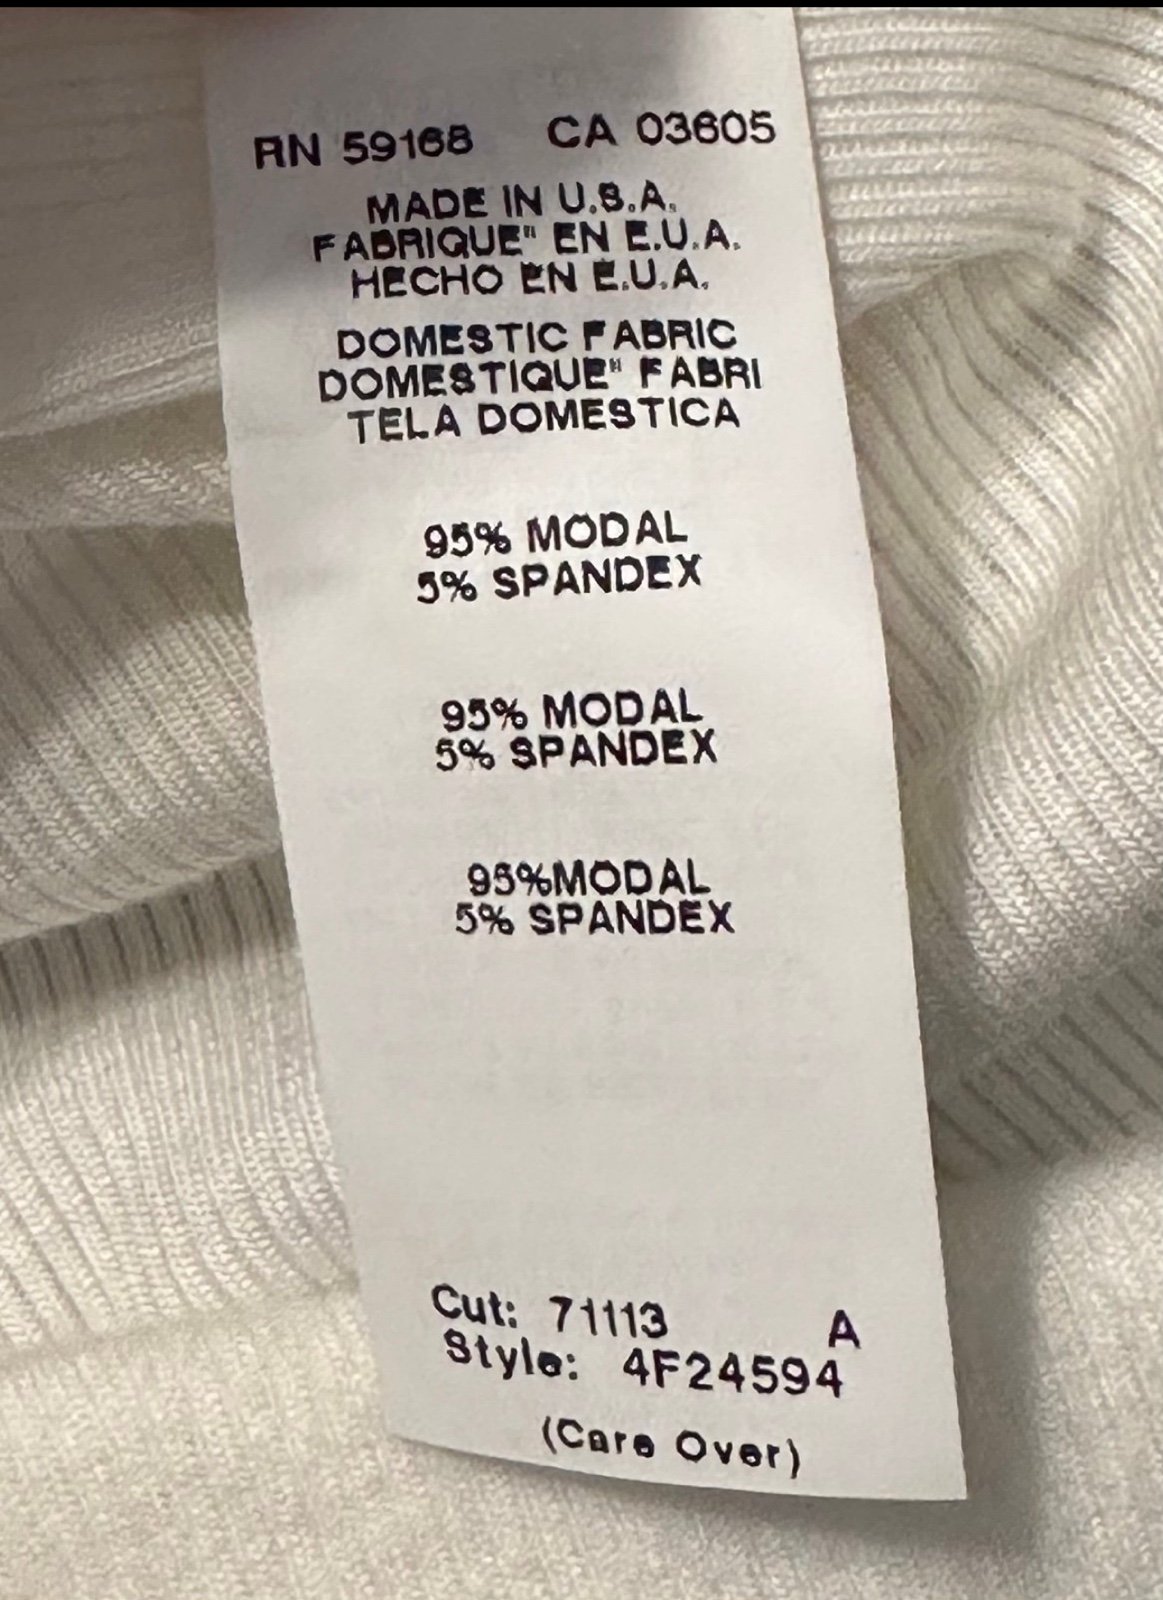 RN 59168 CA 03605
MADE IN U.S.A.
FABRIQUE" EN E.U.A.
HECHO EN E.U.A.
DOMESTIC FABRIC
DOMESTIQUE" FABRI
TELA DOMESTICA
95% MODAL
5% SPANDEX
95% MODAL
5% SPANDEX
95%MODAL
5% SPANDEX
Cut: 71113 A
Style: 4F24594
(Care Over)